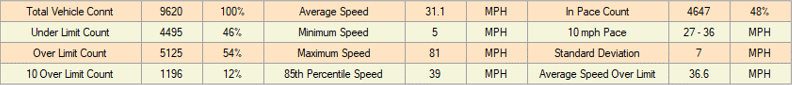 Total Vehicle Connt 9620 100% Average Speed 31.1 MPH In Pace Count 4647 48%
Under Limit Count 4495 46% Minimum Speed 5 MPH 10 mph Pace 27 - 36 MPH
Over Limit Count 5125 54% Maximum Speed 81 MPH Standard Deviation 7 MPH
10 Over Limit Count 1196 12% 85th Percentile Speed 39 MPH Average Speed Over Limit 36.6 MPH